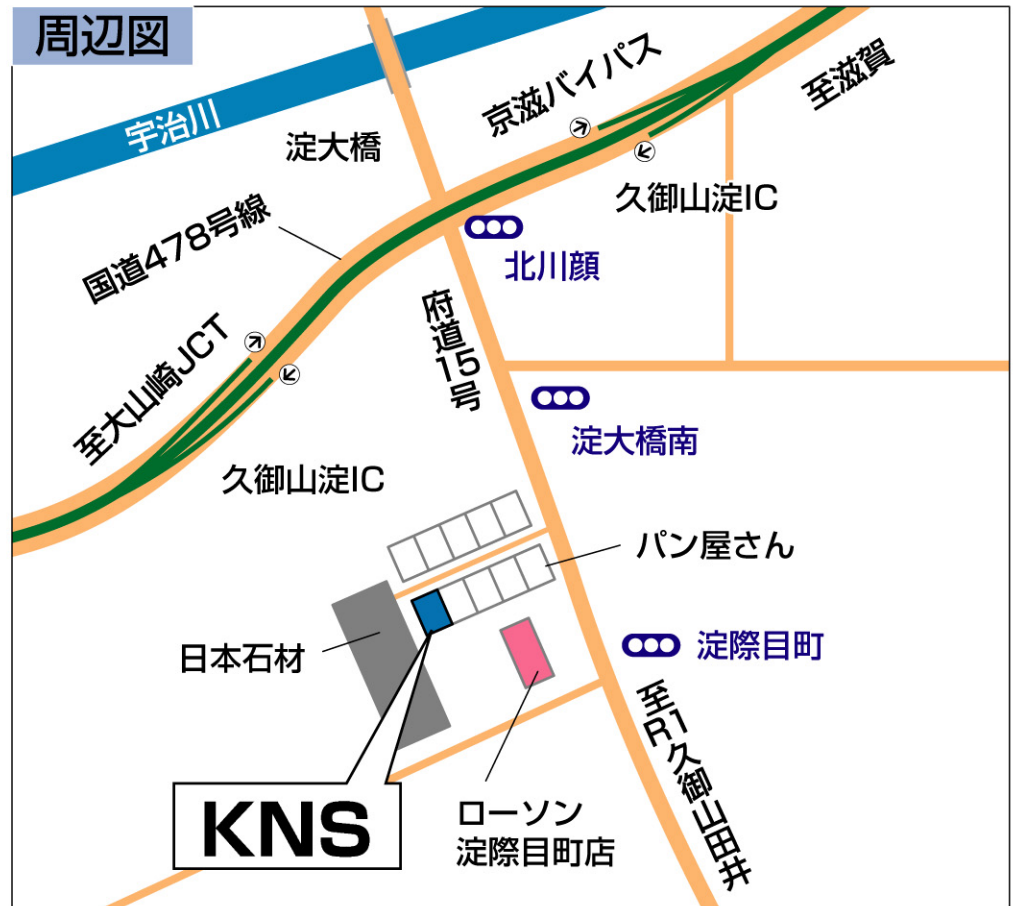 周辺図
宇治川
淀大橋
京滋バイパス
至滋賀
久御山淀IC
国道478号線
北川顔
府道15号
至大山崎JCT
淀大橋南
久御山淀IC
パン屋さん
日本石材
淀際目町
至R1久御山田井
KNS
ローソン
淀際目町店